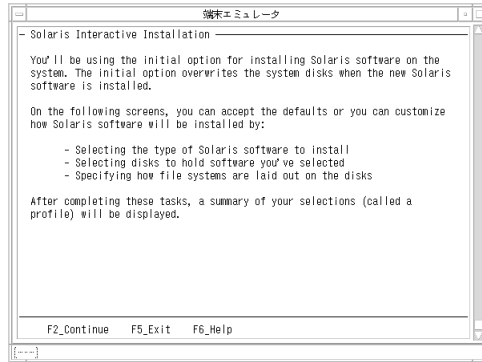 端末エミュレータ
Solaris Interactive Installation
You'll be using the initial option for installing Solaris software on the
system. The initial option overwrites the system disks when the new Solaris
software is installed.
On the following screens, you can accept the defaults or you can customize
how Solaris software will be installed by:
- Selecting the type of Solaris software to install
- Selecting disks to hold software you've selected
- Specifying how file systems are laid out on the disks
After completing these tasks, a summary of your selections (called a
profile) will be displayed.
F2_Continue F5_Exit F6_Help
[---]